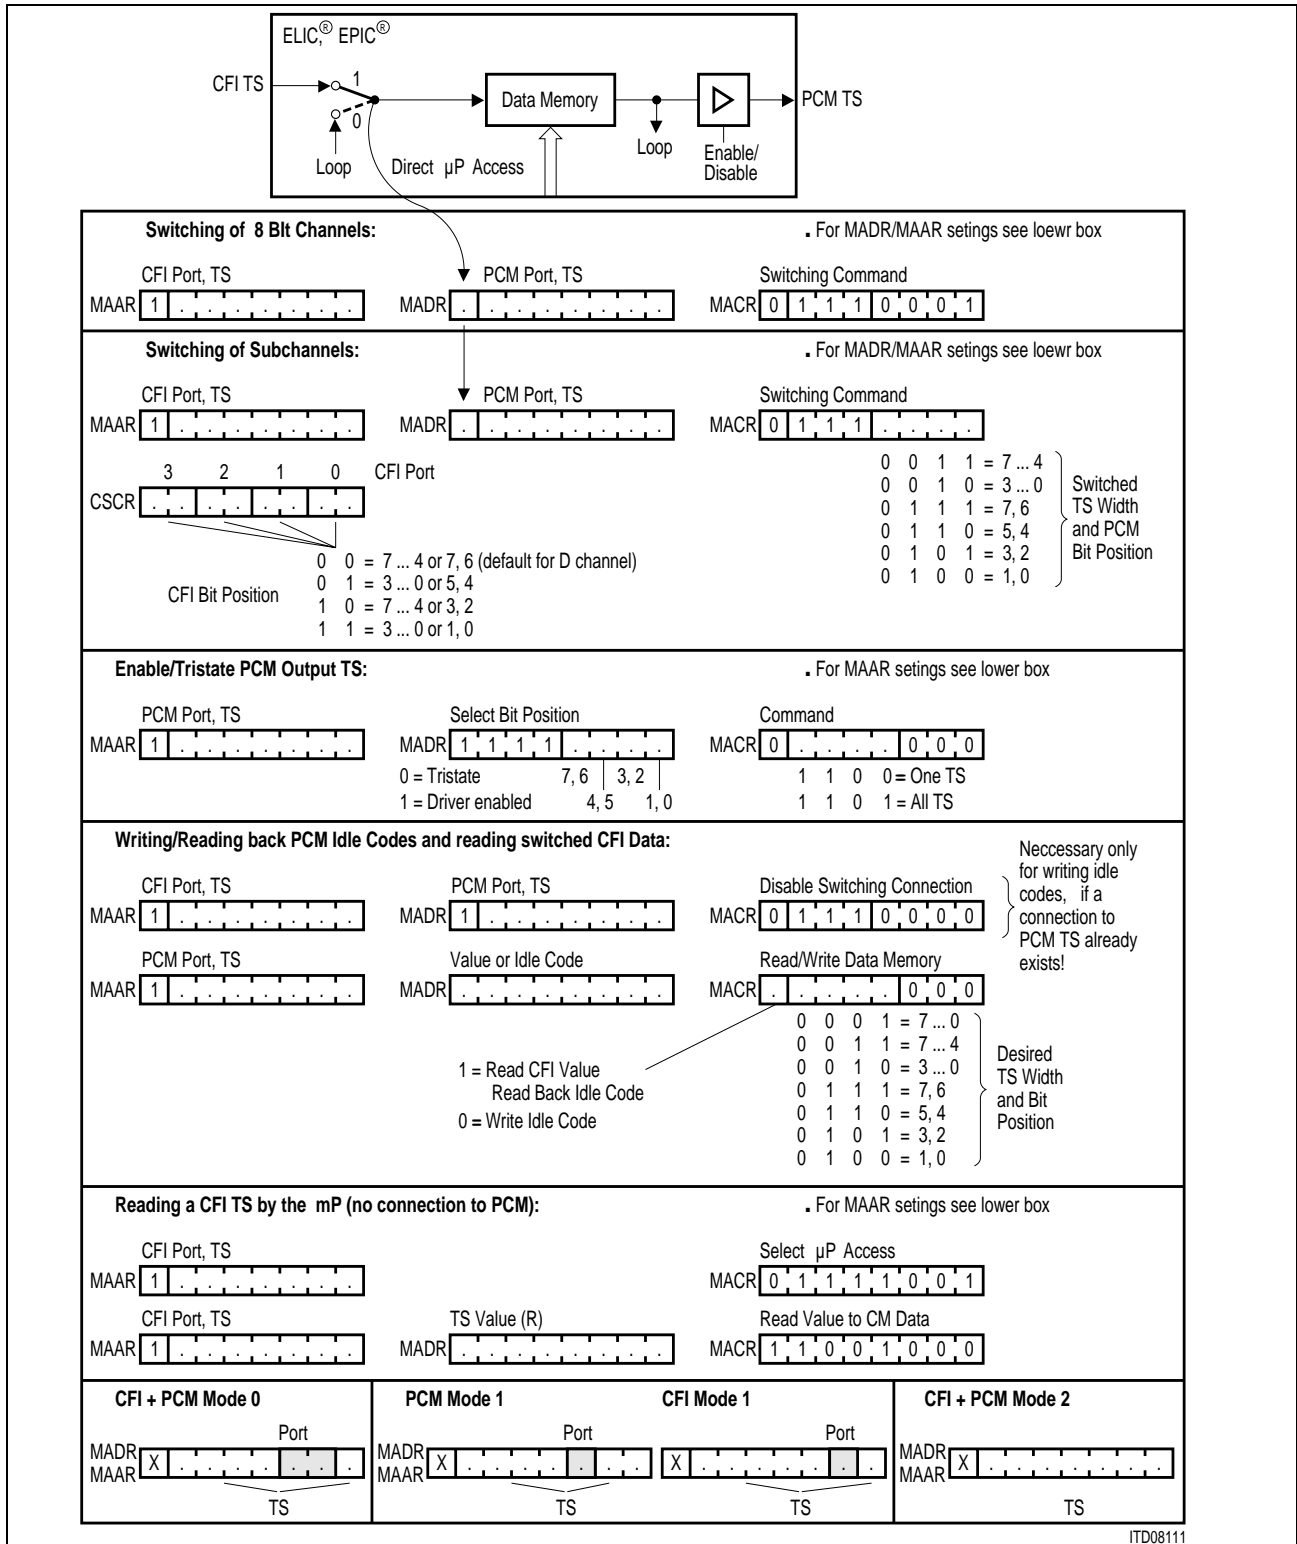 ELIC,® EPIC®
CFI TS
1
0
Data Memory
PCM TS
Loop
Direct µP Access
Loop
Enable/
Disable
Switching of 8 BIt Channels:
. For MADR/MAAR setings see loewr box
CFI Port, TS
PCM Port, TS
Switching Command
MAAR 1 . . . . . . .
MADR . . . . . . . .
MACR 0 1 1 1 0 0 0 1
Switching of Subchannels:
. For MADR/MAAR setings see loewr box
CFI Port, TS
PCM Port, TS
Switching Command
MAAR 1 . . . . . . .
MADR . . . . . . . .
MACR 0 1 1 1 . . . .
3 2 1 0 CFI Port
CSCR . . . . . . . .
CFI Bit Position
0 0 = 7 ... 4 or 7, 6 (default for D channel)
0 1 = 3 ... 0 or 5, 4
1 0 = 7 ... 4 or 3, 2
1 1 = 3 ... 0 or 1, 0
0 0 1 1 = 7 ... 4
0 0 1 0 = 3 ... 0
0 1 1 1 = 7, 6
0 1 1 0 = 5, 4
0 1 0 1 = 3, 2
0 1 0 0 = 1, 0
Switched
TS Width
and PCM
Bit Position
Enable/Tristate PCM Output TS:
. For MAAR setings see lower box
PCM Port, TS
Select Bit Position
Command
MAAR 1 . . . . . . .
MADR 1 1 1 1 . . . .
MACR 0 . . . . 0 0 0
0 = Tristate
7, 6 3, 2
1 = Driver enabled
4, 5 1, 0
1 1 0 0 = One TS
1 1 0 1 = All TS
Writing/Reading back PCM Idle Codes and reading switched CFI Data:
CFI Port, TS
PCM Port, TS
Disable Switching Connection
MAAR 1 . . . . . . .
MADR 1 . . . . . . .
MACR 0 1 1 1 0 0 0 0
Neccessary only
for writing idle
codes, if a
connection to
PCM TS already
exists!
PCM Port, TS
Value or Idle Code
Read/Write Data Memory
MAAR 1 . . . . . . .
MADR . . . . . . . .
MACR . . . . . 0 0 0
1 = Read CFI Value
Read Back Idle Code
0 = Write Idle Code
0 0 0 1 = 7 ... 0
0 0 1 1 = 7 ... 4
0 0 1 0 = 3 ... 0
0 1 1 1 = 7, 6
0 1 1 0 = 5, 4
0 1 0 1 = 3, 2
0 1 0 0 = 1, 0
Desired
TS Width
and Bit
Position
Reading a CFI TS by the mP (no connection to PCM):
. For MAAR setings see lower box
CFI Port, TS
Select µP Access
MAAR 1 . . . . . . .
MACR 0 1 1 1 1 0 0 1
CFI Port, TS
TS Value (R)
Read Value to CM Data
MAAR 1 . . . . . . .
MADR . . . . . . . .
MACR 1 1 0 0 1 0 0 0
CFI + PCM Mode 0
Port
MADR
MAAR
X . . . . . . .
TS
PCM Mode 1
Port
MADR
MAAR
X . . . . . . .
TS
CFI Mode 1
Port
X . . . . . . .
TS
CFI + PCM Mode 2
MADR
MAAR
X . . . . . . .
TS
ITD08111